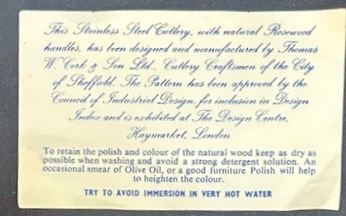 This Stainless Steel Cutlery, with natural Rosewood
handles, has been designed and manufactured by Thomas
W. Cork & Son Ltd. Cutlery Craftsmen of the City
of Sheffield. The Pattern has been approved by the
Council of Industrial Design, for inclusion in Design
Index and is exhibited at The Design Centre,
Haymarket, London
To retain the polish and colour of the natural wood keep as dry as
possible when washing and avoid a strong detergent solution. An
occasional smear of Olive Oil, or a good furniture Polish will help
to heighten the colour.
TRY TO AVOID IMMERSION IN VERY HOT WATER